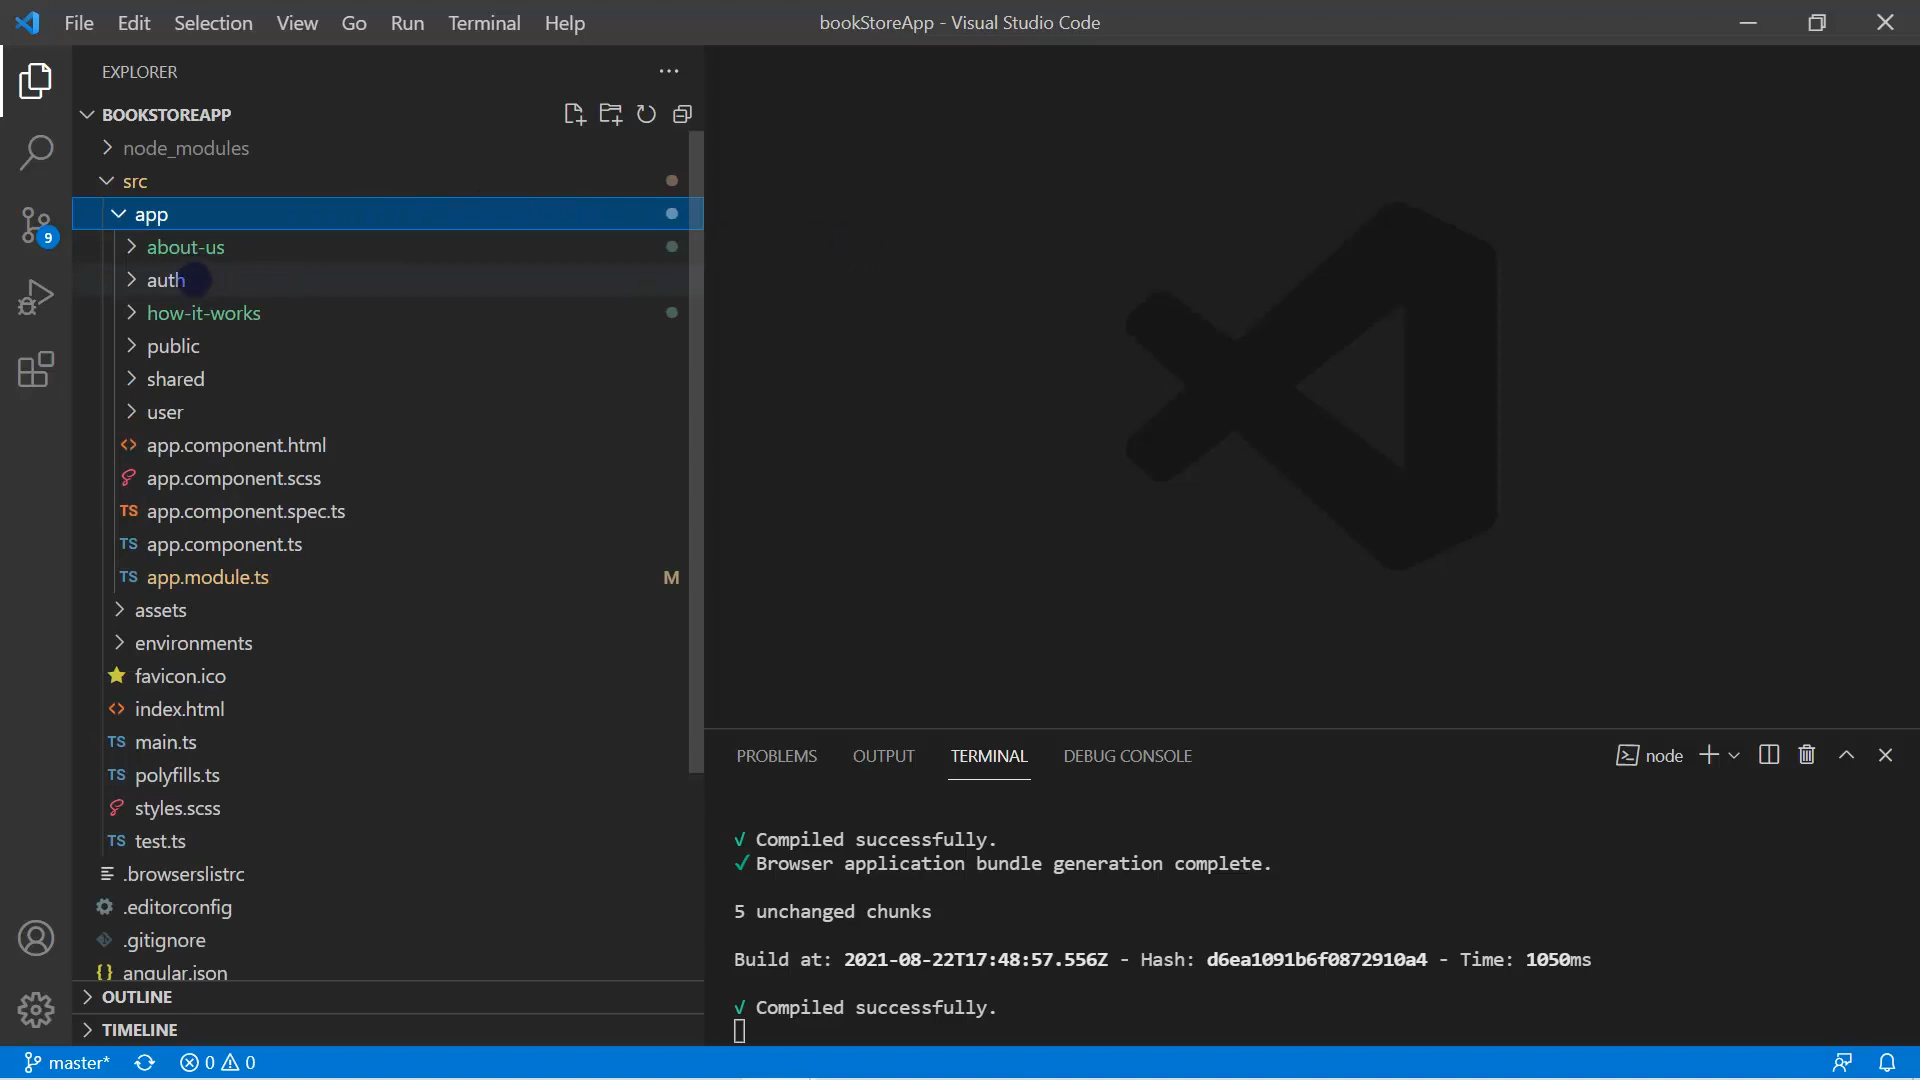 File Edit Selection View Go Run Terminal Help
bookStoreApp - Visual Studio Code
EXPLORER
BOOKSTOREAPP
node_modules
src
app
about-us
auth
how-it-works
public
shared
user
app.component.html
app.component.scss
TS app.component.spec.ts
TS app.component.ts
TS app.module.ts M
assets
environments
favicon.ico
index.html
TS main.ts
TS polyfills.ts
styles.scss
TS test.ts
.browserslistrc
.editorconfig
.gitignore
{} angular.json
OUTLINE
TIMELINE
9
PROBLEMS OUTPUT TERMINAL DEBUG CONSOLE
node
√ Compiled successfully.
✓ Browser application bundle generation complete.
5 unchanged chunks
Build at: 2021-08-22T17:48:57.556Z - Hash: d6ea1091b6f0872910a4 - Time: 1050ms
√ Compiled successfully.
master* 0 0